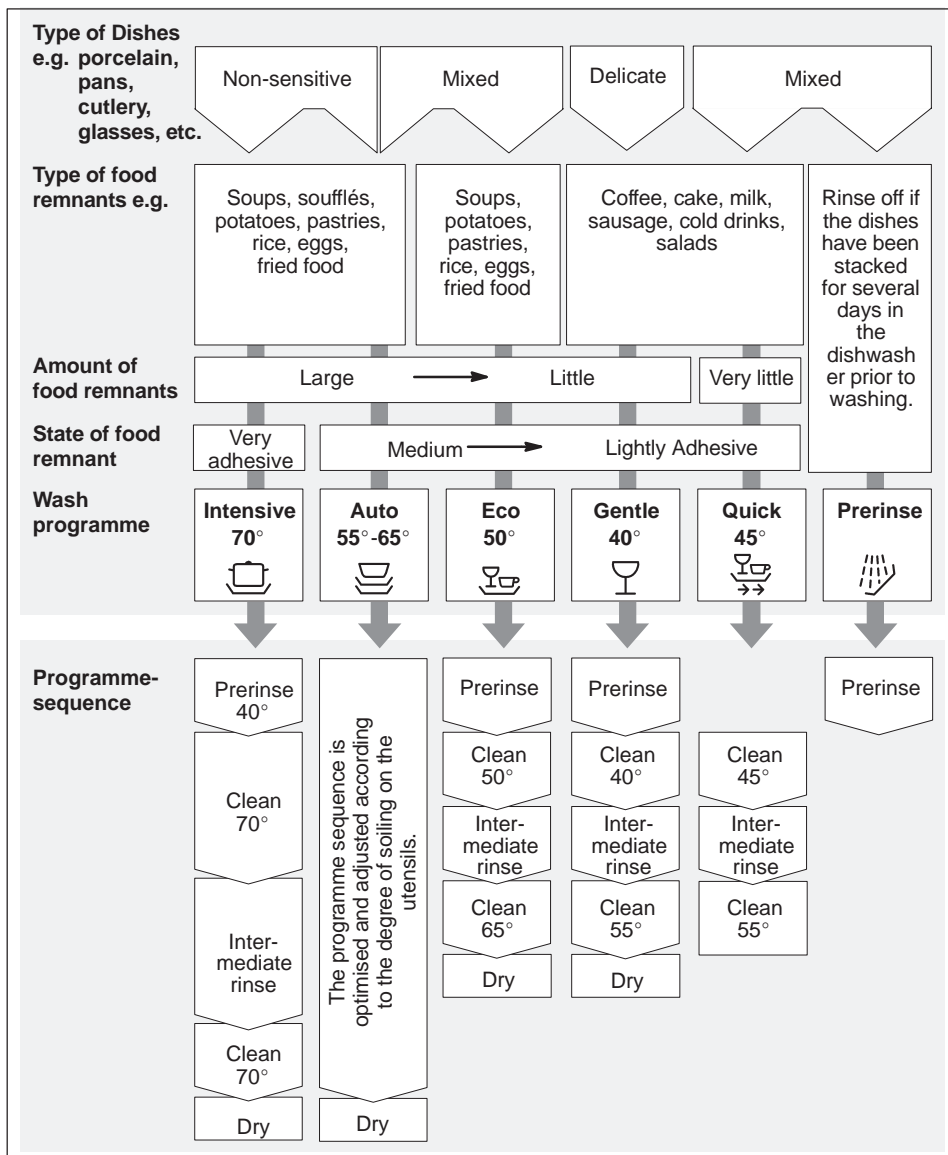 Type of Dishes
e.g. porcelain,
pans,
cutlery,
glasses, etc.
Non-sensitive
Mixed
Delicate
Mixed
Type of food
remnants e.g.
Soups, soufflés,
potatoes, pastries,
rice, eggs,
fried food
Soups,
potatoes,
pastries,
rice, eggs,
fried food
Coffee, cake, milk,
sausage, cold drinks,
salads
Rinse off if
the dishes
have been
stacked
for several
days in
the
dishwash
er prior to
washing.
Amount of
food remnants
Large
Little
Very little
State of food
remnant
Very
adhesive
Medium
Lightly Adhesive
Wash
programme
Intensive
70°
Auto
55°-65°
Eco
50°
Gentle
40°
Quick
45°
Prerinse
Programme-
sequence
Prerinse
40°
Clean
70°
Inter-
mediate
rinse
Clean
70°
Dry
The programme sequence is
optimised and adjusted according
to the degree of soiling on the
utensils.
Dry
Prerinse
Clean
50°
Inter-
mediate
rinse
Clean
65°
Dry
Prerinse
Clean
40°
Inter-
mediate
rinse
Clean
55°
Dry
Clean
45°
Inter-
mediate
rinse
Clean
55°
Prerinse